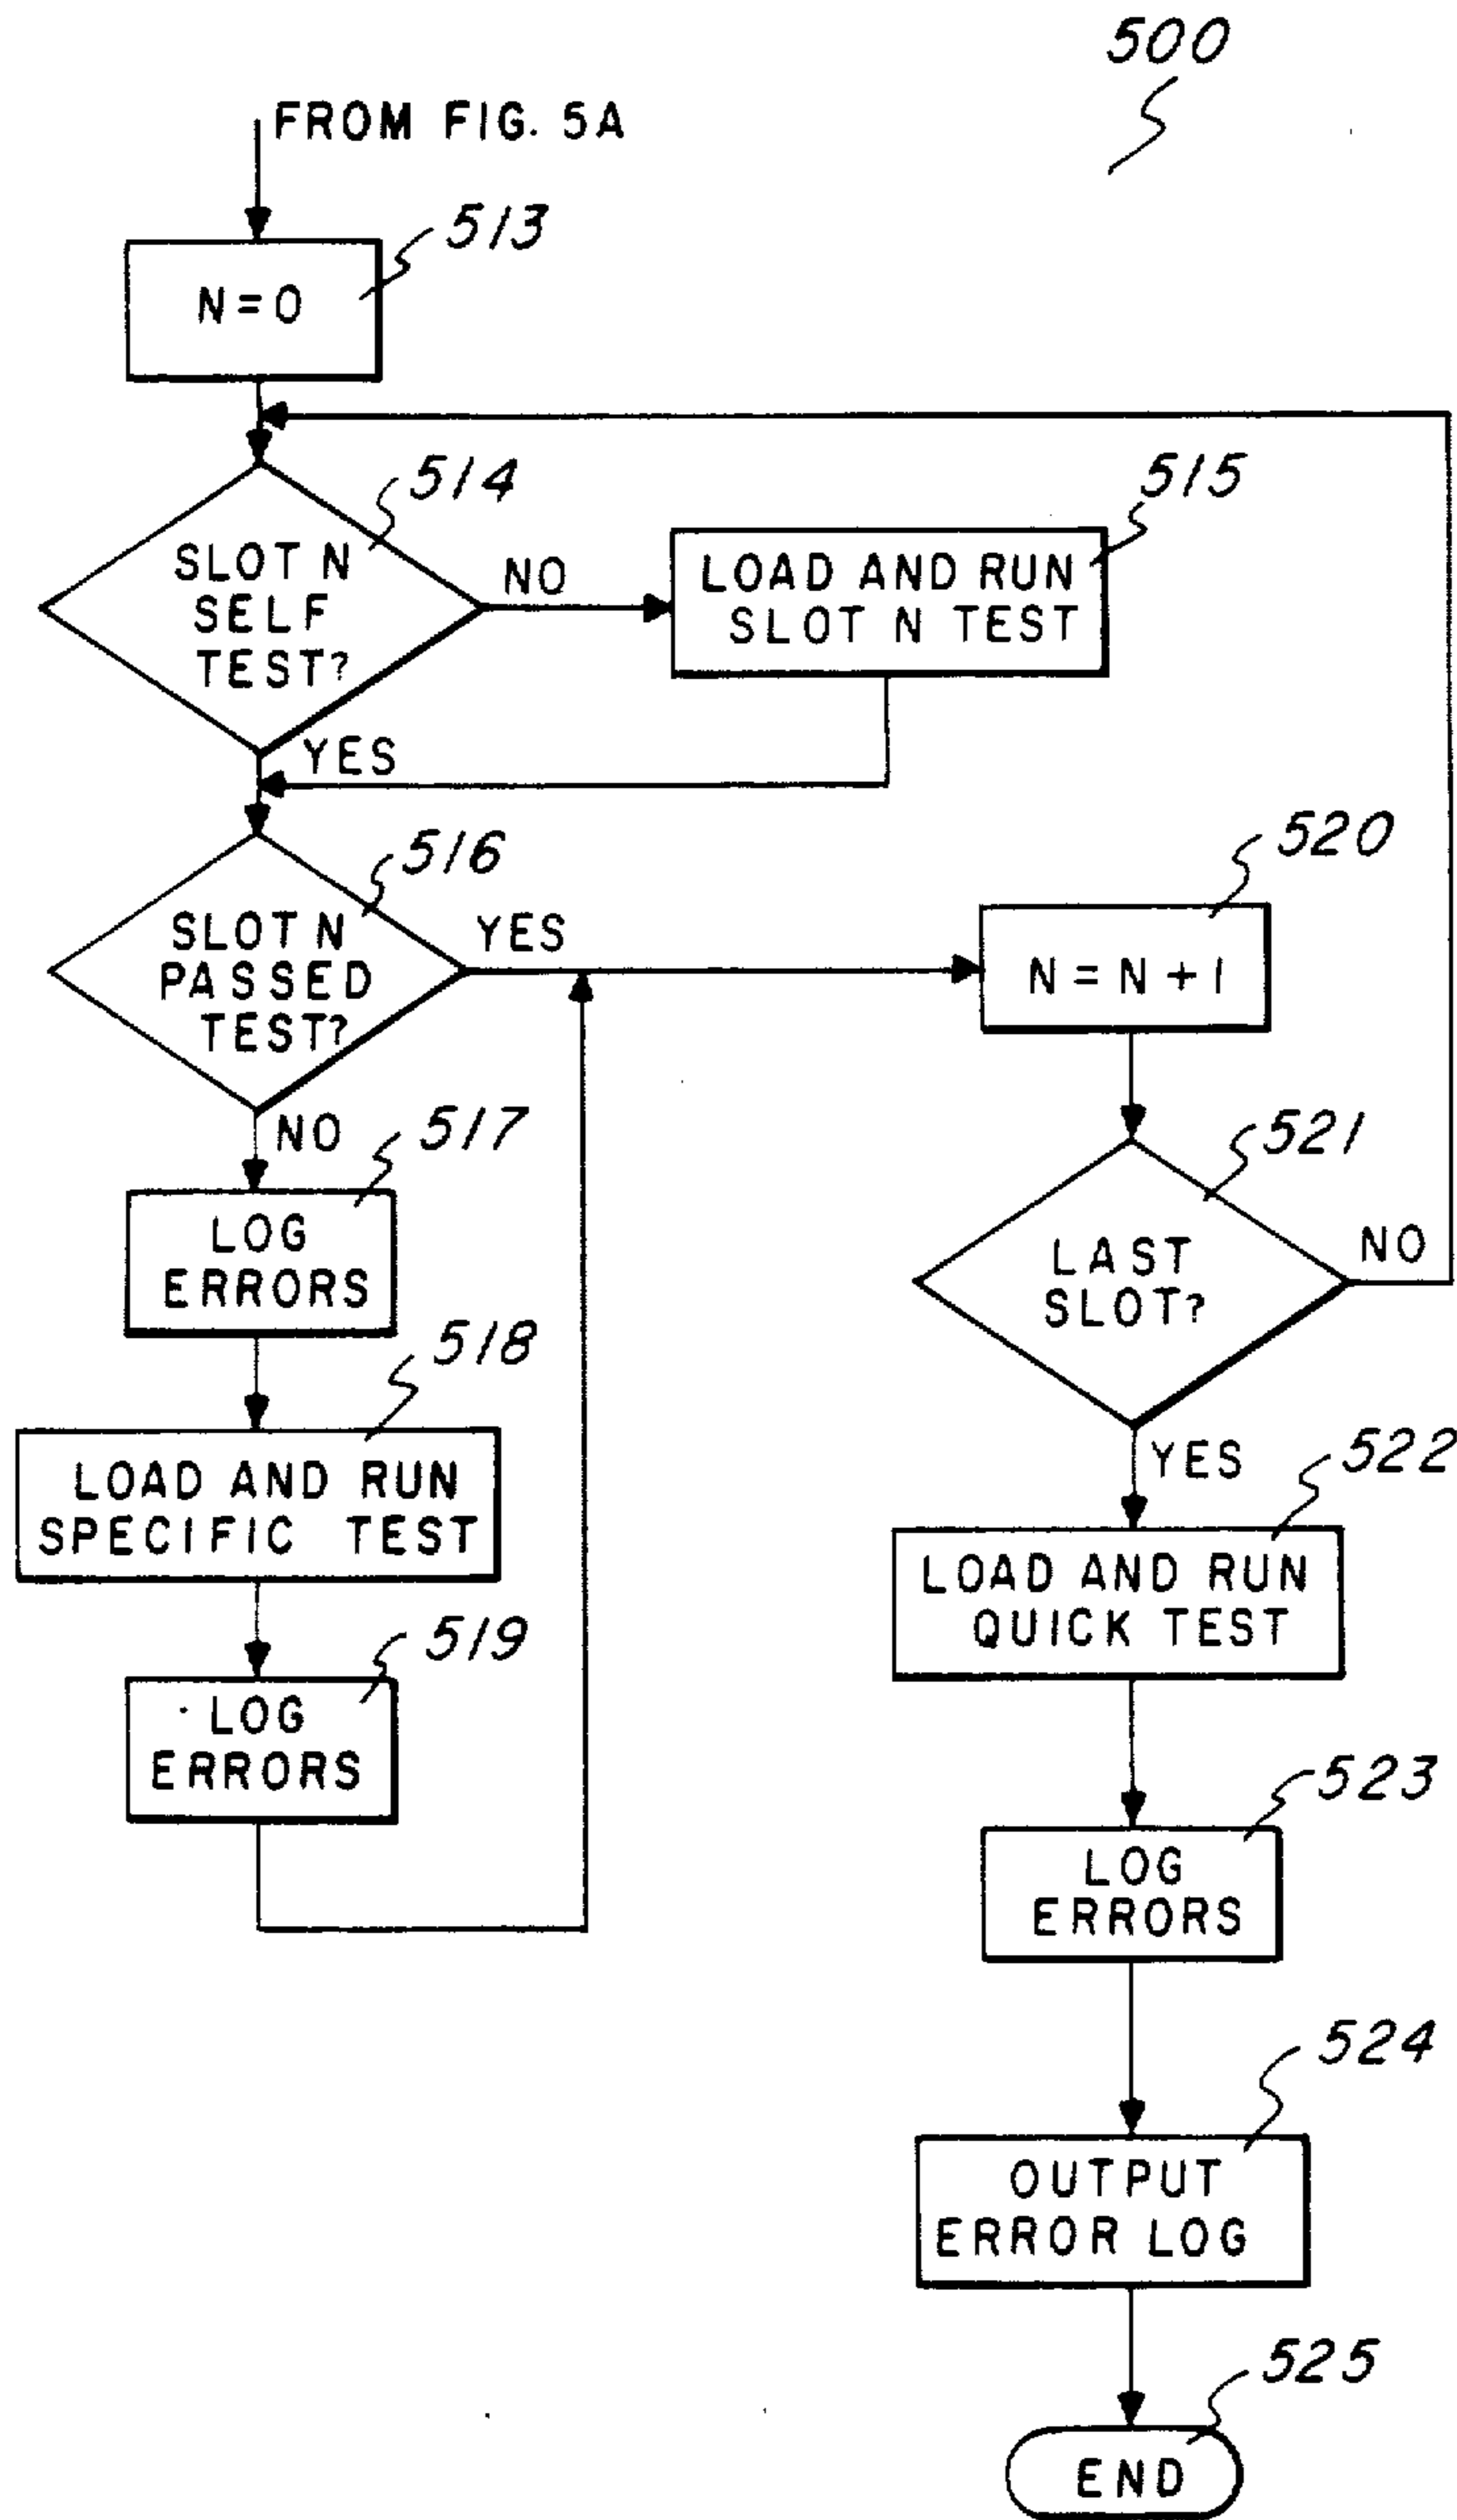 500
FROM FIG. 5A
513
N=0
514
SLOT N
SELF
TEST?
NO
515
LOAD AND RUN
SLOT N TEST
YES
516
SLOT N
PASSED
TEST?
YES
520
N = N + 1
NO
517
LOG
ERRORS
521
LAST
SLOT?
NO
518
LOAD AND RUN
SPECIFIC TEST
YES
522
LOAD AND RUN
QUICK TEST
519
LOG
ERRORS
523
LOG
ERRORS
524
OUTPUT
ERROR LOG
525
END